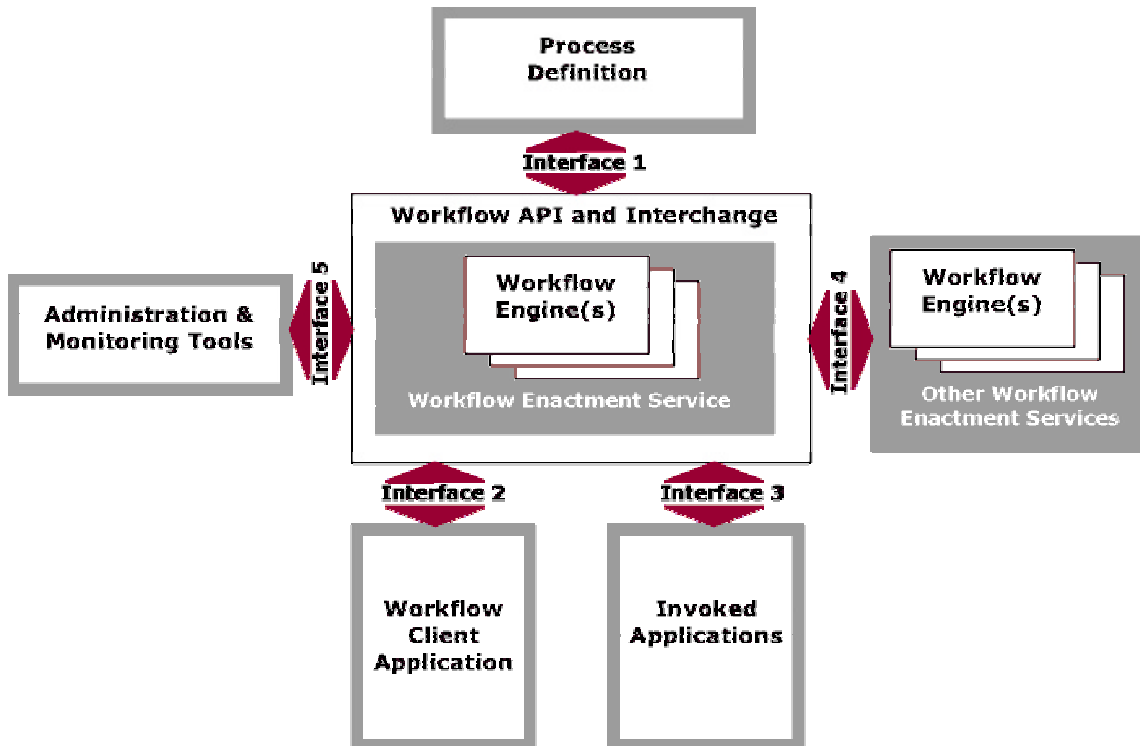 Process
Definition
Interface 1
Workflow API and Interchange
Workflow
Engine(s)
Workflow Enactment Service
Interface 5
Administration &
Monitoring Tools
Interface 4
Workflow
Engine(s)
Other Workflow
Enactment Services
Interface 2
Interface 3
Workflow
Client
Application
Invoked
Applications